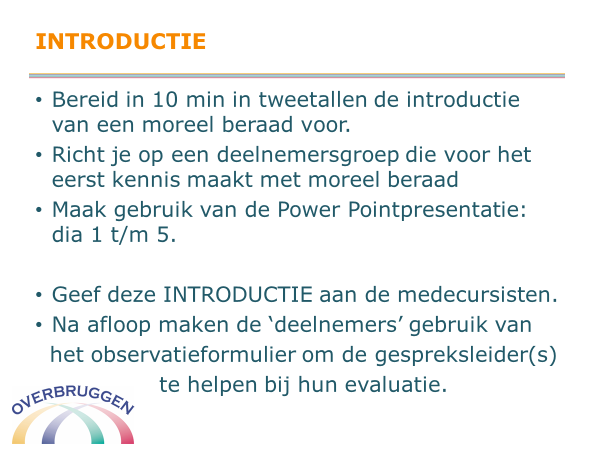 INTRODUCTIE
• Bereid in 10 min in tweetallen de introductie
van een moreel beraad voor.
• Richt je op een deelnemersgroep die voor het
eerst kennis maakt met moreel beraad
• Maak gebruik van de Power Pointpresentatie:
dia 1 t/m 5.
• Geef deze INTRODUCTIE aan de medecursisten.
• Na afloop maken de ‘deelnemers’ gebruik van
het observatieformulier om de gespreksleider(s)
te helpen bij hun evaluatie.
OVERBRUGGEN